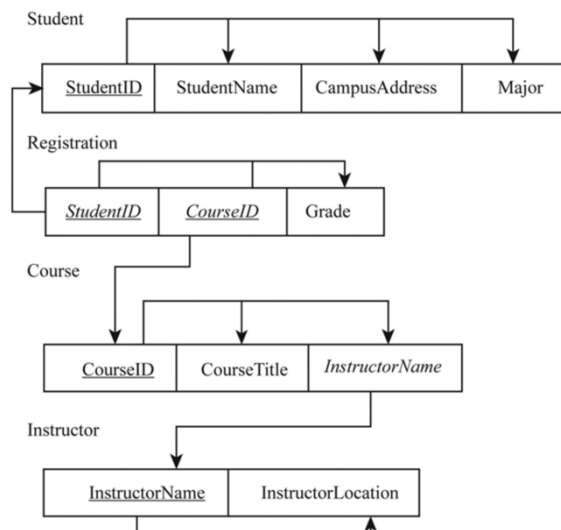 Student
StudentID StudentName CampusAddress Major
Registration
StudentID CourseID Grade
Course
CourseID CourseTitle InstructorName
Instructor
InstructorName InstructorLocation